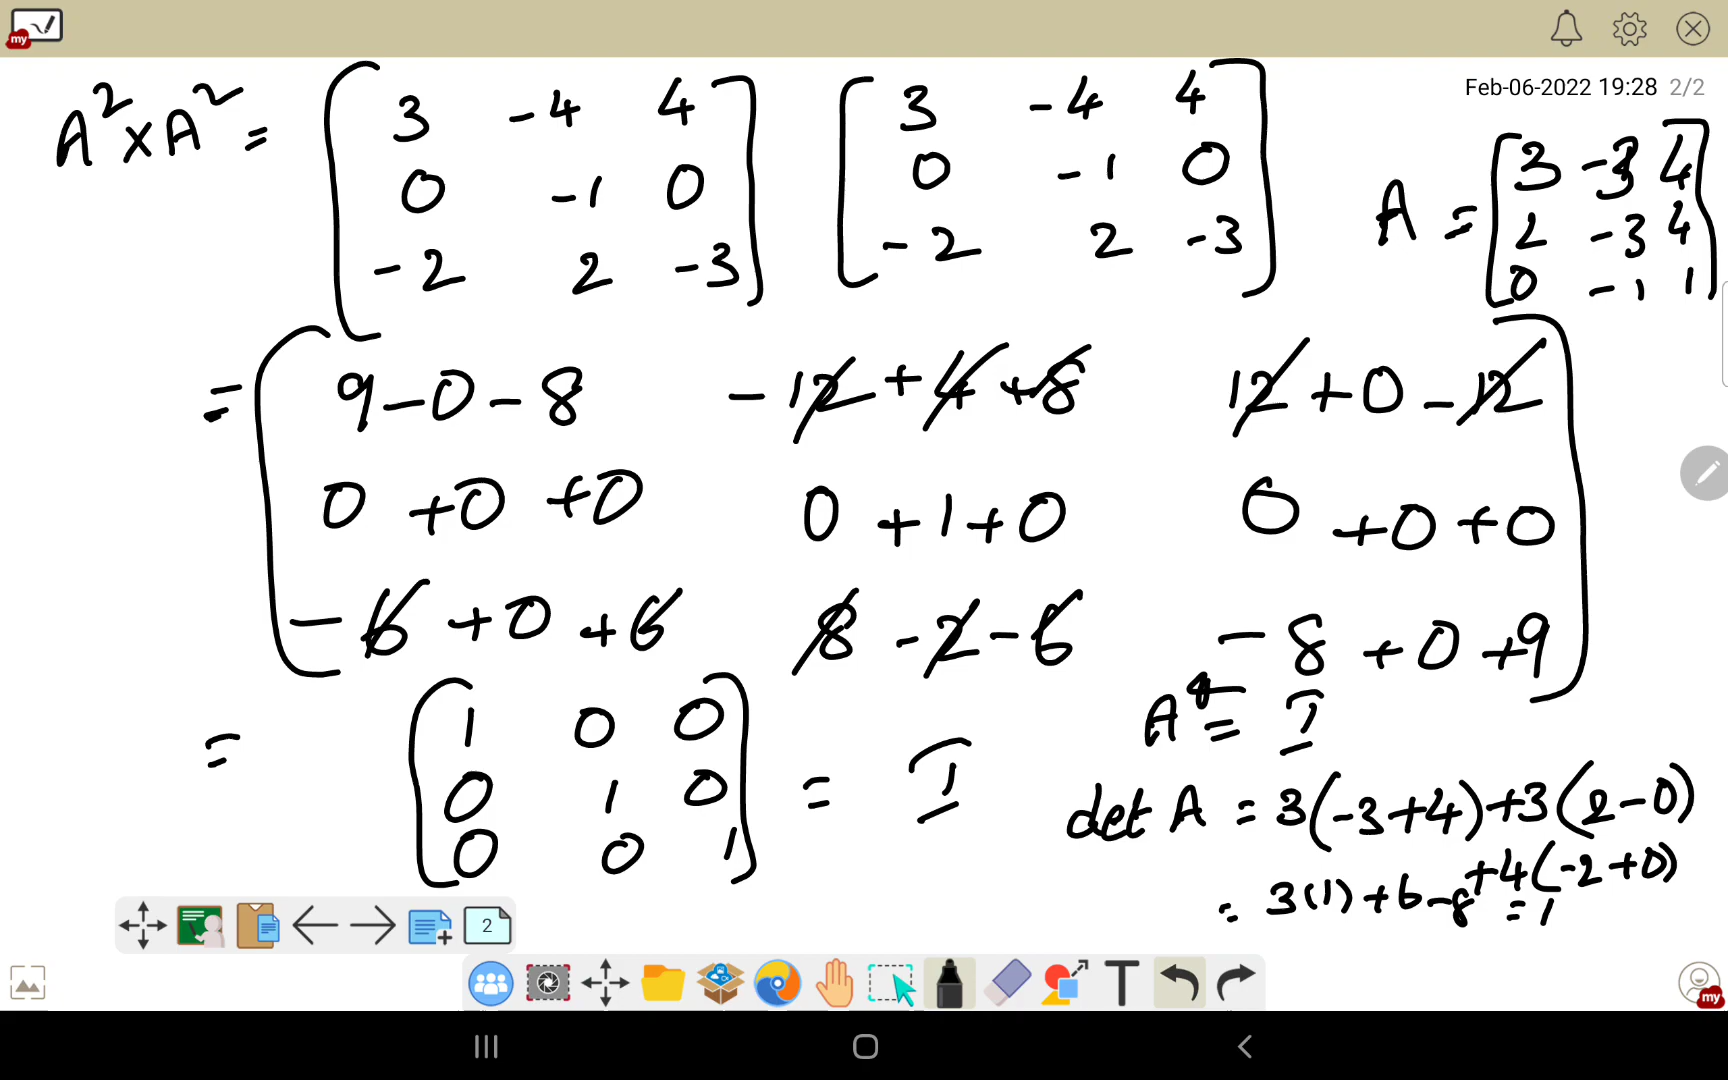 my
Feb-06-2022 19:28 2/2
A² × A² = [ 3 -4 4 ] [ 3 -4 4 ]
[ 0 -1 0 ] [ 0 -1 0 ]
[ -2 2 -3 ] [ -2 2 -3 ]
A = [ 3 -3 4 ]
[ 2 -3 4 ]
[ 0 -1 1 ]
= [ 9 - 0 - 8 -12 + 4 + 8 12 + 0 - 12 ]
[ 0 + 0 + 0 0 + 1 + 0 0 + 0 + 0 ]
[ -6 + 0 + 6 8 - 2 - 6 -8 + 0 + 9 ]
= [ 1 0 0 ]
[ 0 1 0 ] = I
[ 0 0 1 ]
A⁴ = I
det A = 3(-3+4)+3(2-0)
+4(-2+0)
= 3(1)+6-8 = 1
2
T
my